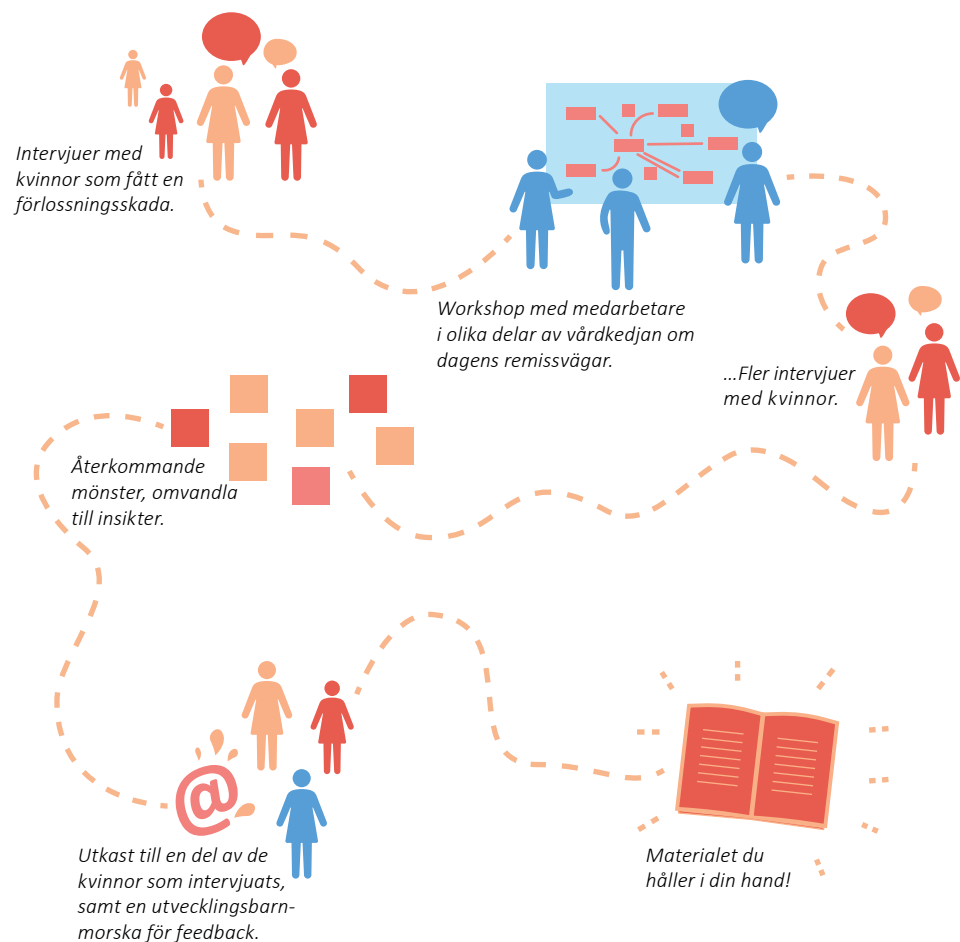 Intervjuer med
kvinnor som fått en
förlossningsskada.
Workshop med medarbetare
i olika delar av vårdkedjan om
dagens remissvägar.
...Fler intervjuer
med kvinnor.
Återkommande
mönster, omvandla
till insikter.
@
Utkast till en del av de
kvinnor som intervjuats,
samt en utvecklingsbarn-
morska för feedback.
Materialet du
håller i din hand!